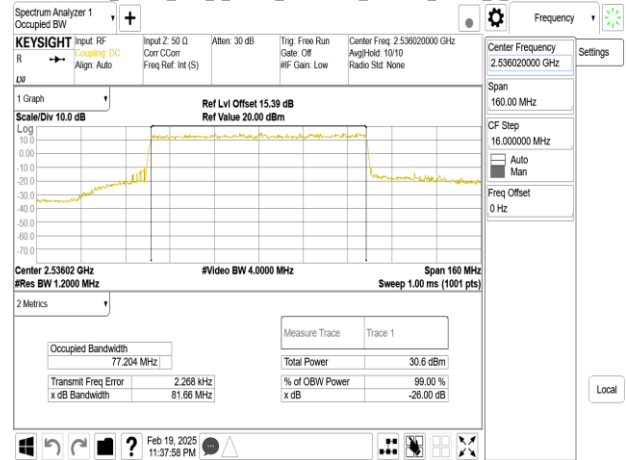 Spectrum Analyzer 1
Occupied BW
Frequency
KEYSIGHT
R
LXI
Input: RF
Coupling: DC
Align: Auto
Input Z: 50 Ω
Corr CCorr
Freq Ref: Int (S)
Atten: 30 dB
Trig: Free Run
Gate: Off
#IF Gain: Low
Center Freq: 2.536020000 GHz
Avg|Hold: 10/10
Radio Std: None
Center Frequency
2.536020000 GHz
Settings
Span
160.00 MHz
CF Step
16.000000 MHz
Auto
Man
Freq Offset
0 Hz
Local
1 Graph
Scale/Div 10.0 dB
Ref Lvl Offset 15.39 dB
Ref Value 20.00 dBm
Log
10.0
0.00
-10.0
-20.0
-30.0
-40.0
-50.0
-60.0
-70.0
Center 2.53602 GHz
#Video BW 4.0000 MHz
Span 160 MHz
#Res BW 1.2000 MHz
Sweep 1.00 ms (1001 pts)
2 Metrics
Measure Trace
Trace 1
Occupied Bandwidth
77.204 MHz
Total Power
30.6 dBm
Transmit Freq Error
2.268 kHz
% of OBW Power
99.00 %
x dB Bandwidth
81.66 MHz
x dB
-26.00 dB
?
Feb 19, 2025
11:37:58 PM